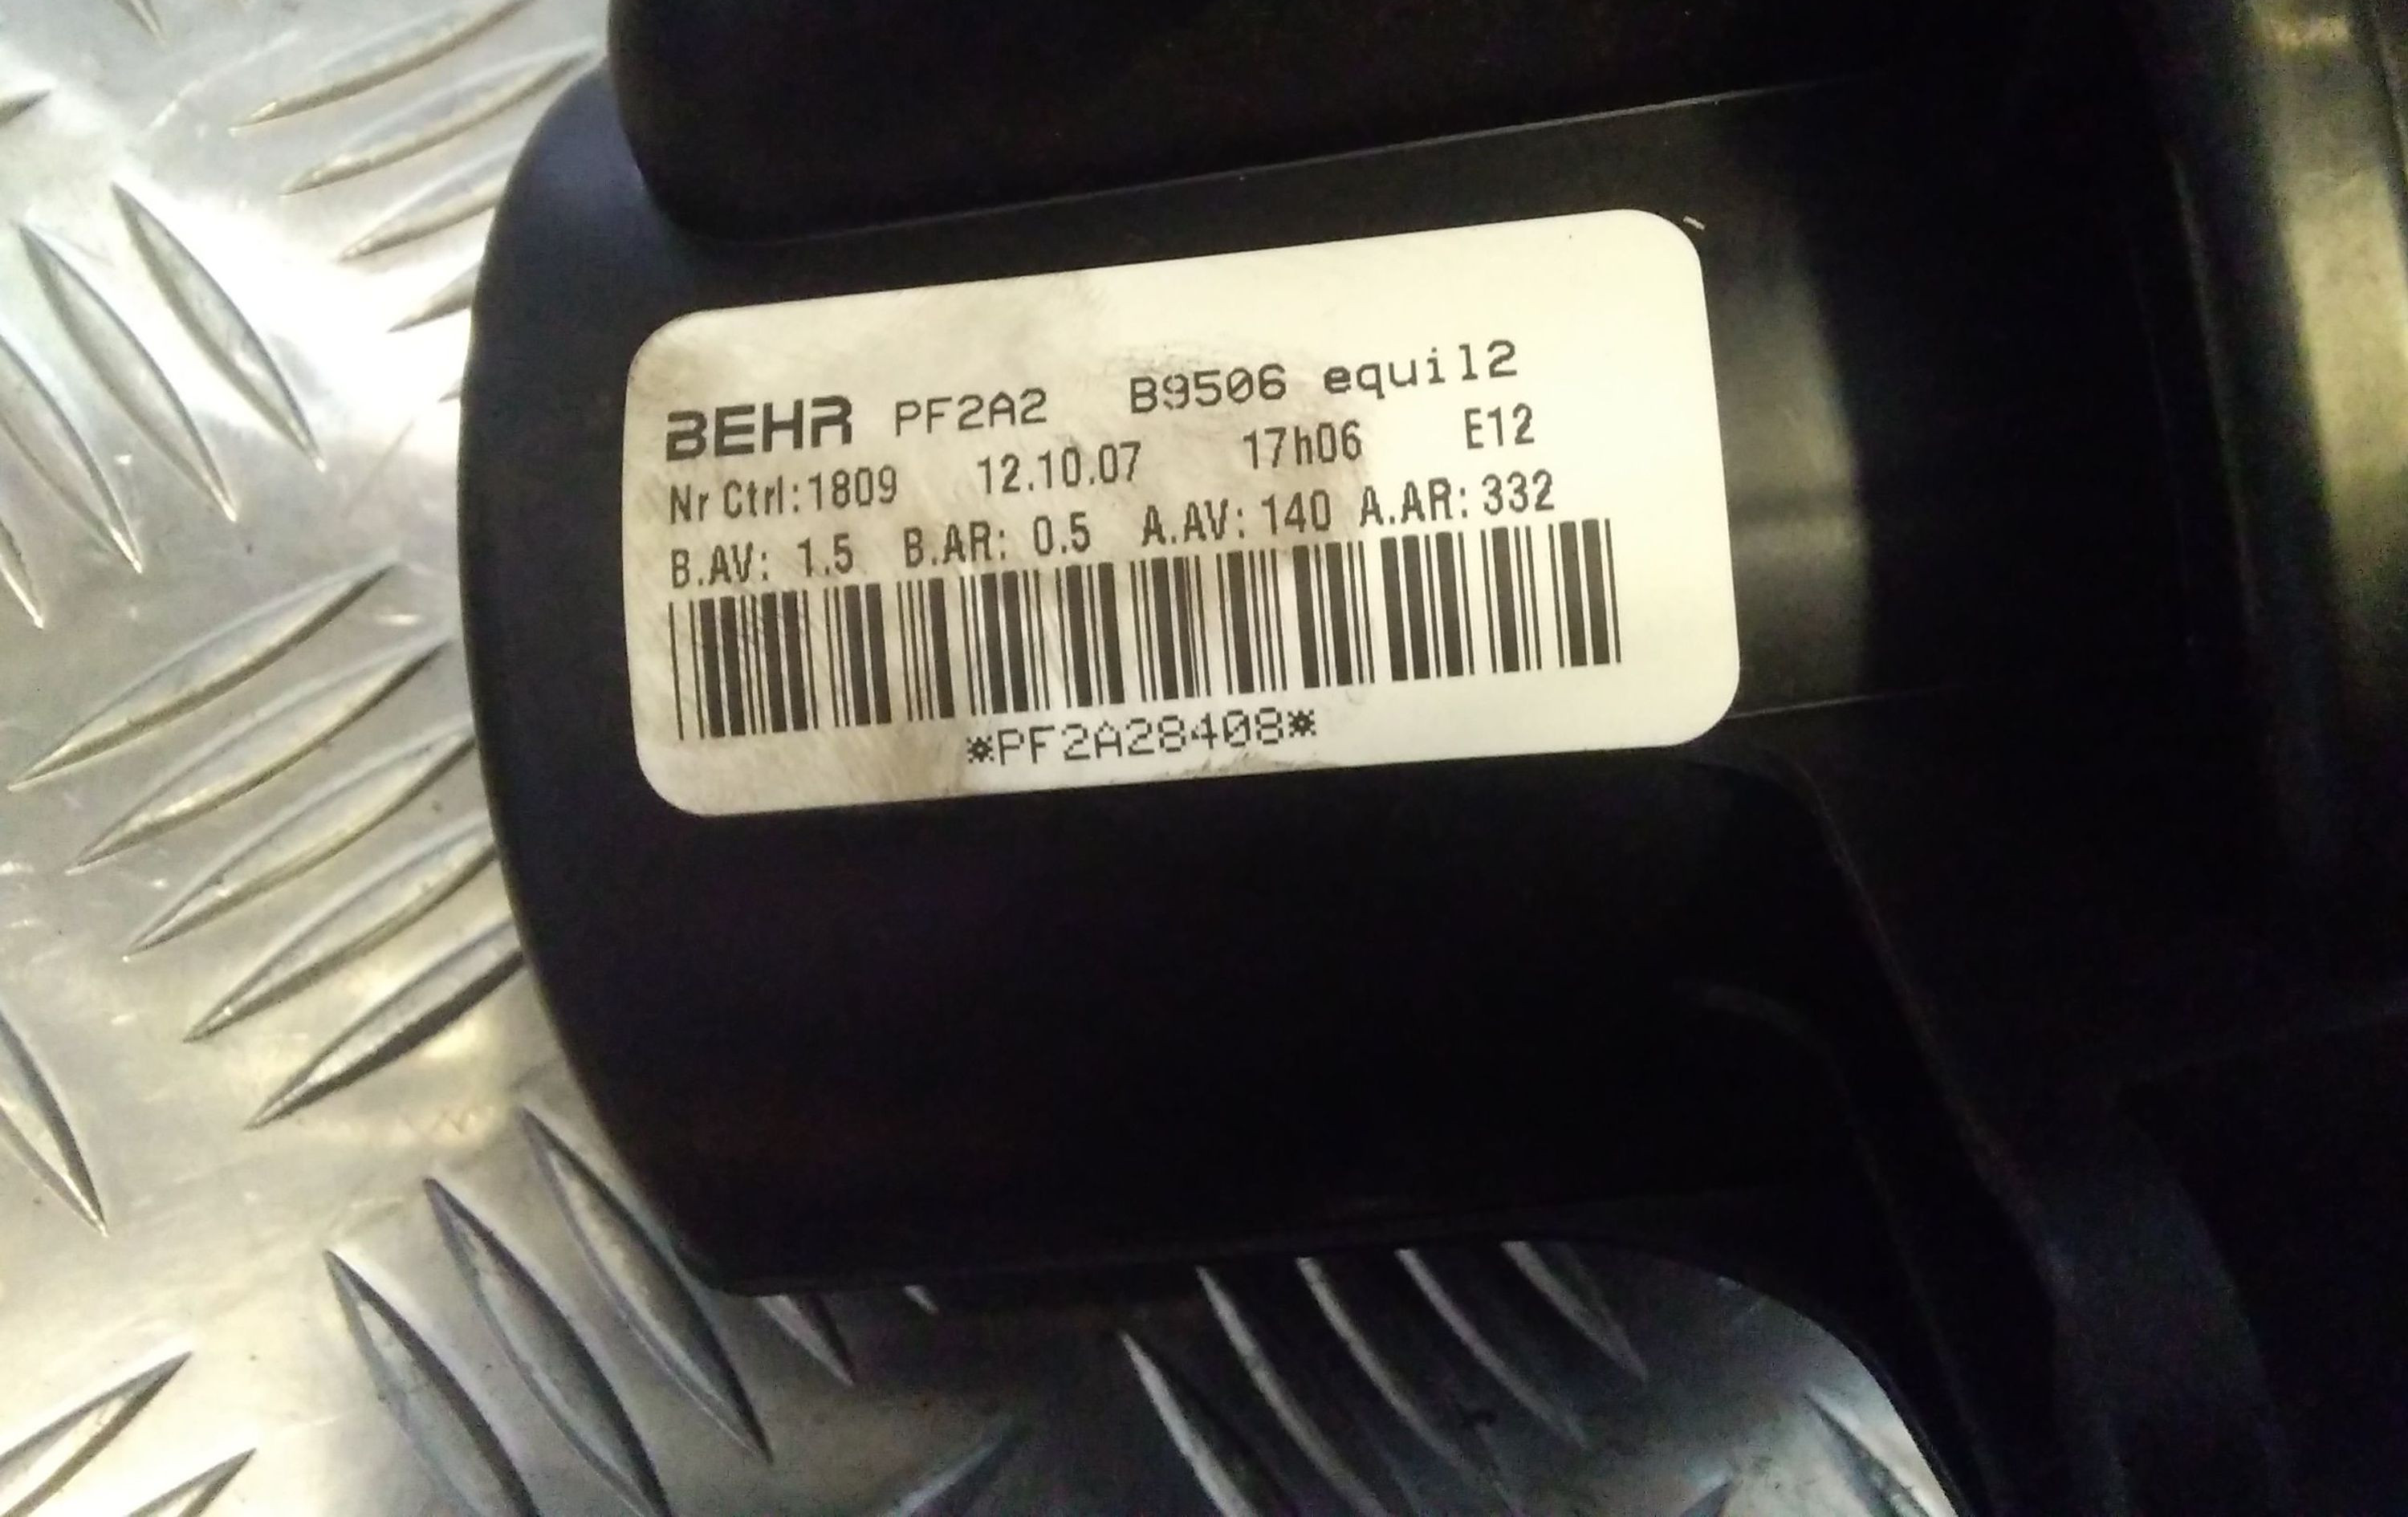 BEHR PF2A2 B9506 equil2
Nr Ctrl:1809 12.10.07 17h06 E12
B.AV: 1.5 B.AR: 0.5 A.AV: 140 A.AR: 332
*PF2A28408*